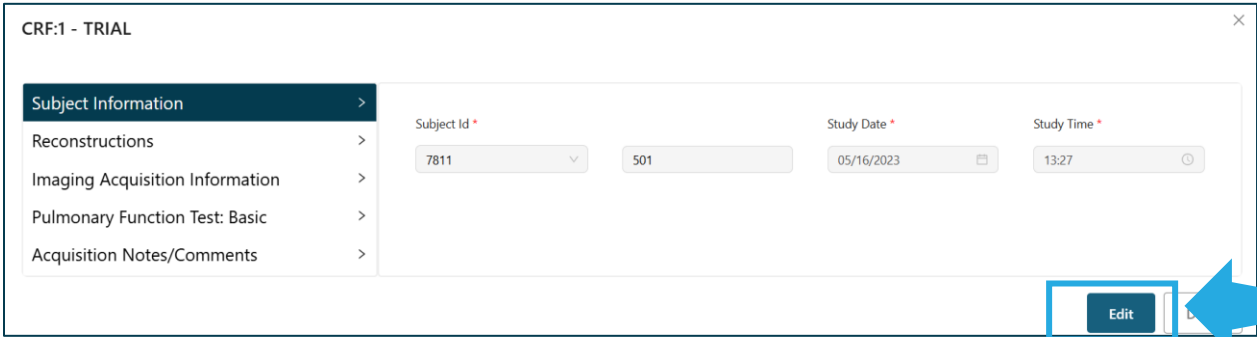 CRF:1 - TRIAL
Subject Information
Reconstructions
Imaging Acquisition Information
Pulmonary Function Test: Basic
Acquisition Notes/Comments
Subject Id * Study Date * Study Time *
7811 501 05/16/2023 13:27
Edit